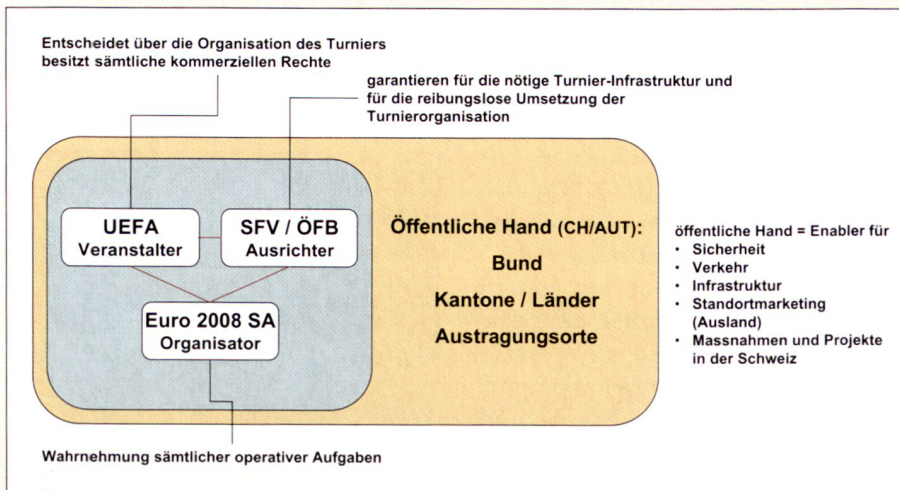 Entscheidet über die Organisation des Turniers
besitzt sämtliche kommerziellen Rechte
garantieren für die nötige Turnier-Infrastruktur und
für die reibungslose Umsetzung der
Turnierorganisation
UEFA
Veranstalter
SFV / ÖFB
Ausrichter
Euro 2008 SA
Organisator
Öffentliche Hand (CH/AUT):
Bund
Kantone / Länder
Austragungsorte
öffentliche Hand = Enabler für
• Sicherheit
• Verkehr
• Infrastruktur
• Standortmarketing
(Ausland)
• Massnahmen und Projekte
in der Schweiz
Wahrnehmung sämtlicher operativer Aufgaben